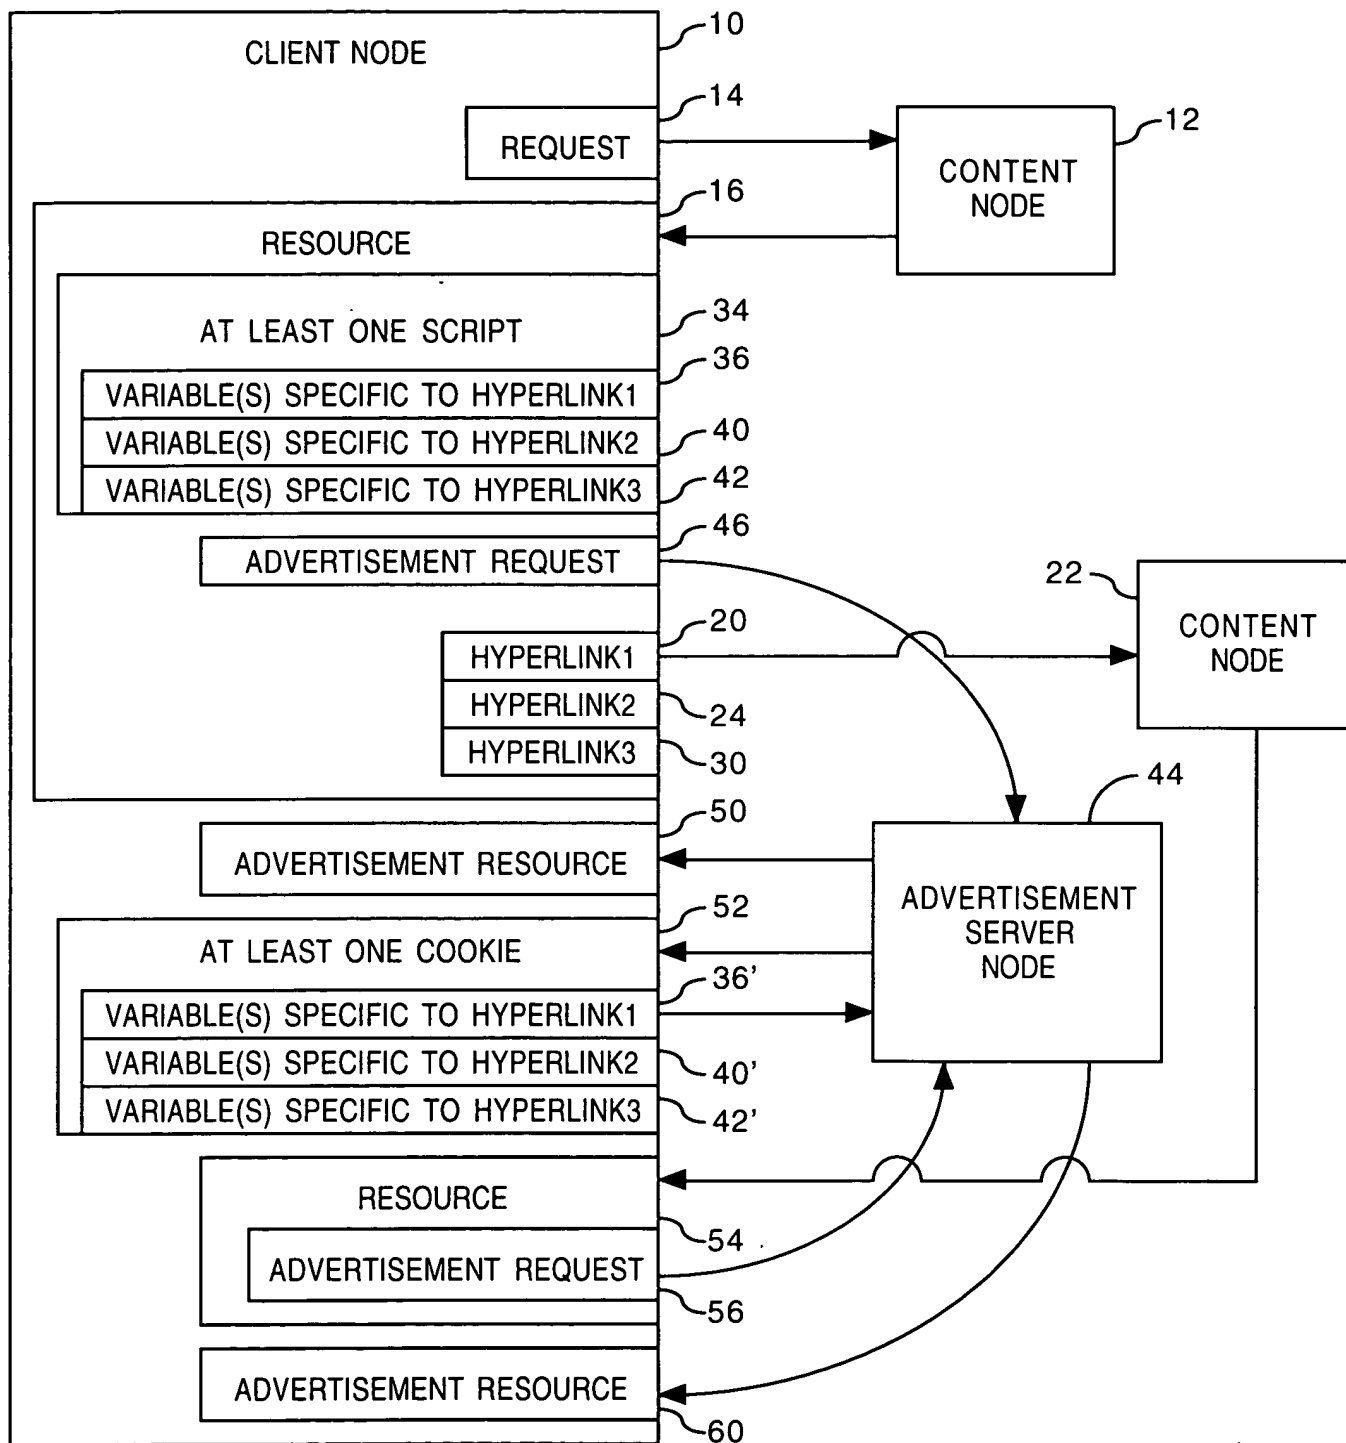 CLIENT NODE
10
14
REQUEST
12
CONTENT
NODE
16
RESOURCE
34
AT LEAST ONE SCRIPT
36
VARIABLE(S) SPECIFIC TO HYPERLINK1
VARIABLE(S) SPECIFIC TO HYPERLINK2
40
VARIABLE(S) SPECIFIC TO HYPERLINK3
42
46
ADVERTISEMENT REQUEST
22
CONTENT
NODE
20
HYPERLINK1
HYPERLINK2
24
HYPERLINK3
30
44
50
ADVERTISEMENT RESOURCE
ADVERTISEMENT
SERVER
NODE
52
AT LEAST ONE COOKIE
36'
VARIABLE(S) SPECIFIC TO HYPERLINK1
VARIABLE(S) SPECIFIC TO HYPERLINK2
40'
VARIABLE(S) SPECIFIC TO HYPERLINK3
42'
RESOURCE
54
ADVERTISEMENT REQUEST
56
ADVERTISEMENT RESOURCE
60